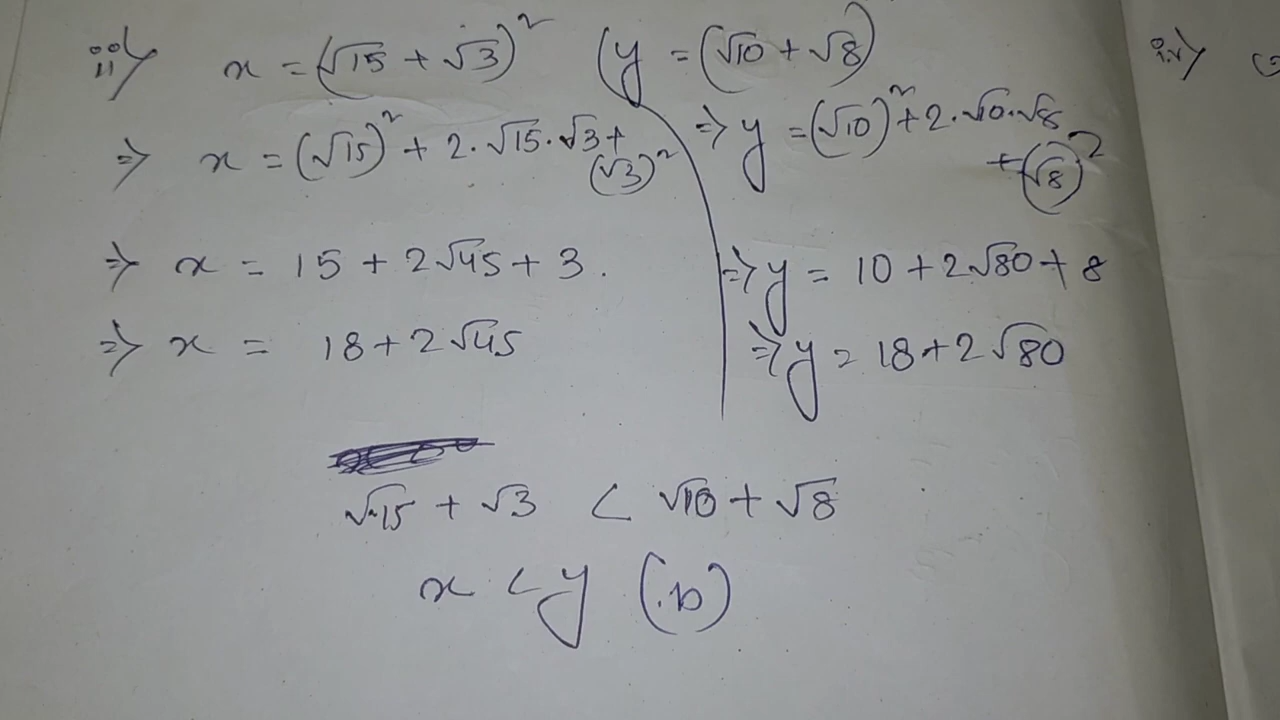 iii) x = (√15 + √3)² (y = (√10 + √8)
⇒ x = (√15)² + 2·√15·√3 + (√3)²
⇒ y = (√10)² + 2·√10·√8 + (√8)²
⇒ x = 15 + 2√45 + 3.
⇒ y = 10 + 2√80 + 8
⇒ x = 18 + 2√45
⇒ y = 18 + 2√80
√15 + √3 < √10 + √8
x < y (b)
iv)